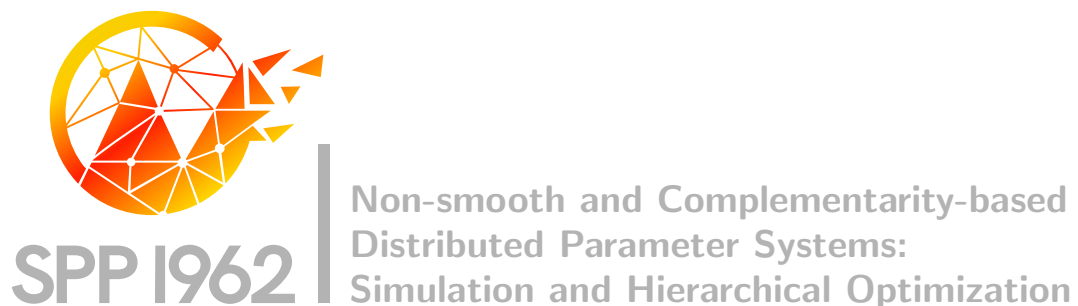 SPP 1962
Non-smooth and Complementarity-based
Distributed Parameter Systems:
Simulation and Hierarchical Optimization